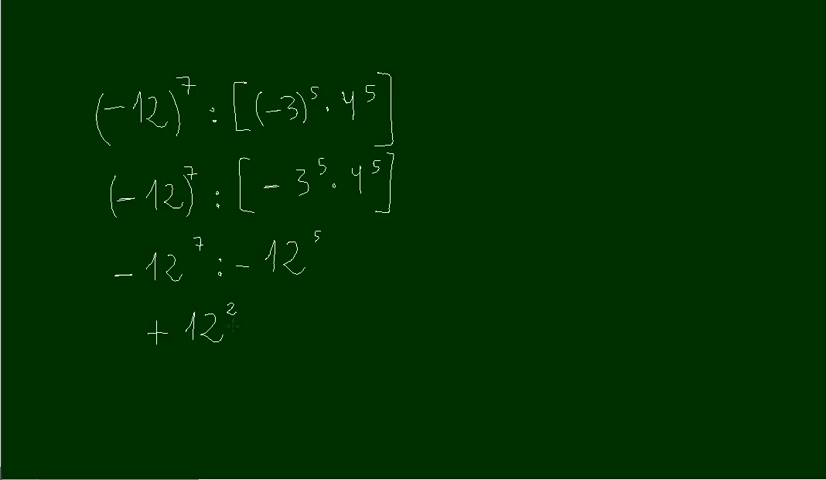 (-12)⁷ : [(-3)⁵ · 4⁵]
(-12)⁷ : [-3⁵ · 4⁵]
-12⁷ : -12⁵
+12²